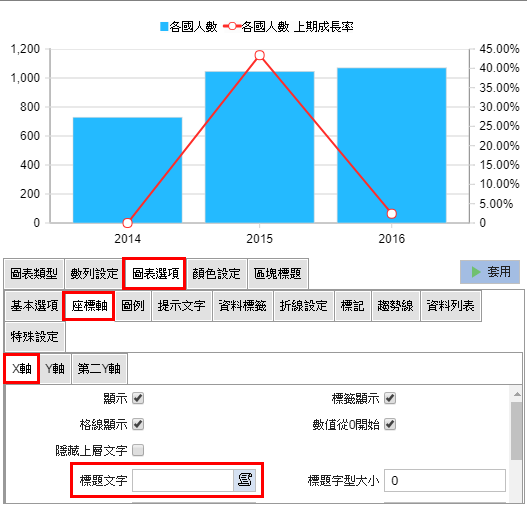 各國人數 各國人數 上期成長率
1,200 45.00%
40.00%
1,000 35.00%
800 30.00%
25.00%
600 20.00%
400 15.00%
10.00%
200 5.00%
0 0
2014 2015 2016
圖表類型 數列設定 圖表選項 顏色設定 區塊標題 套用
基本選項 座標軸 圖例 提示文字 資料標籤 折線設定 標記 趨勢線 資料列表
特殊設定
X軸 Y軸 第二Y軸
顯示 標籤顯示
格線顯示 數值從0開始
隱藏上層文字
標題文字 標題字型大小 0